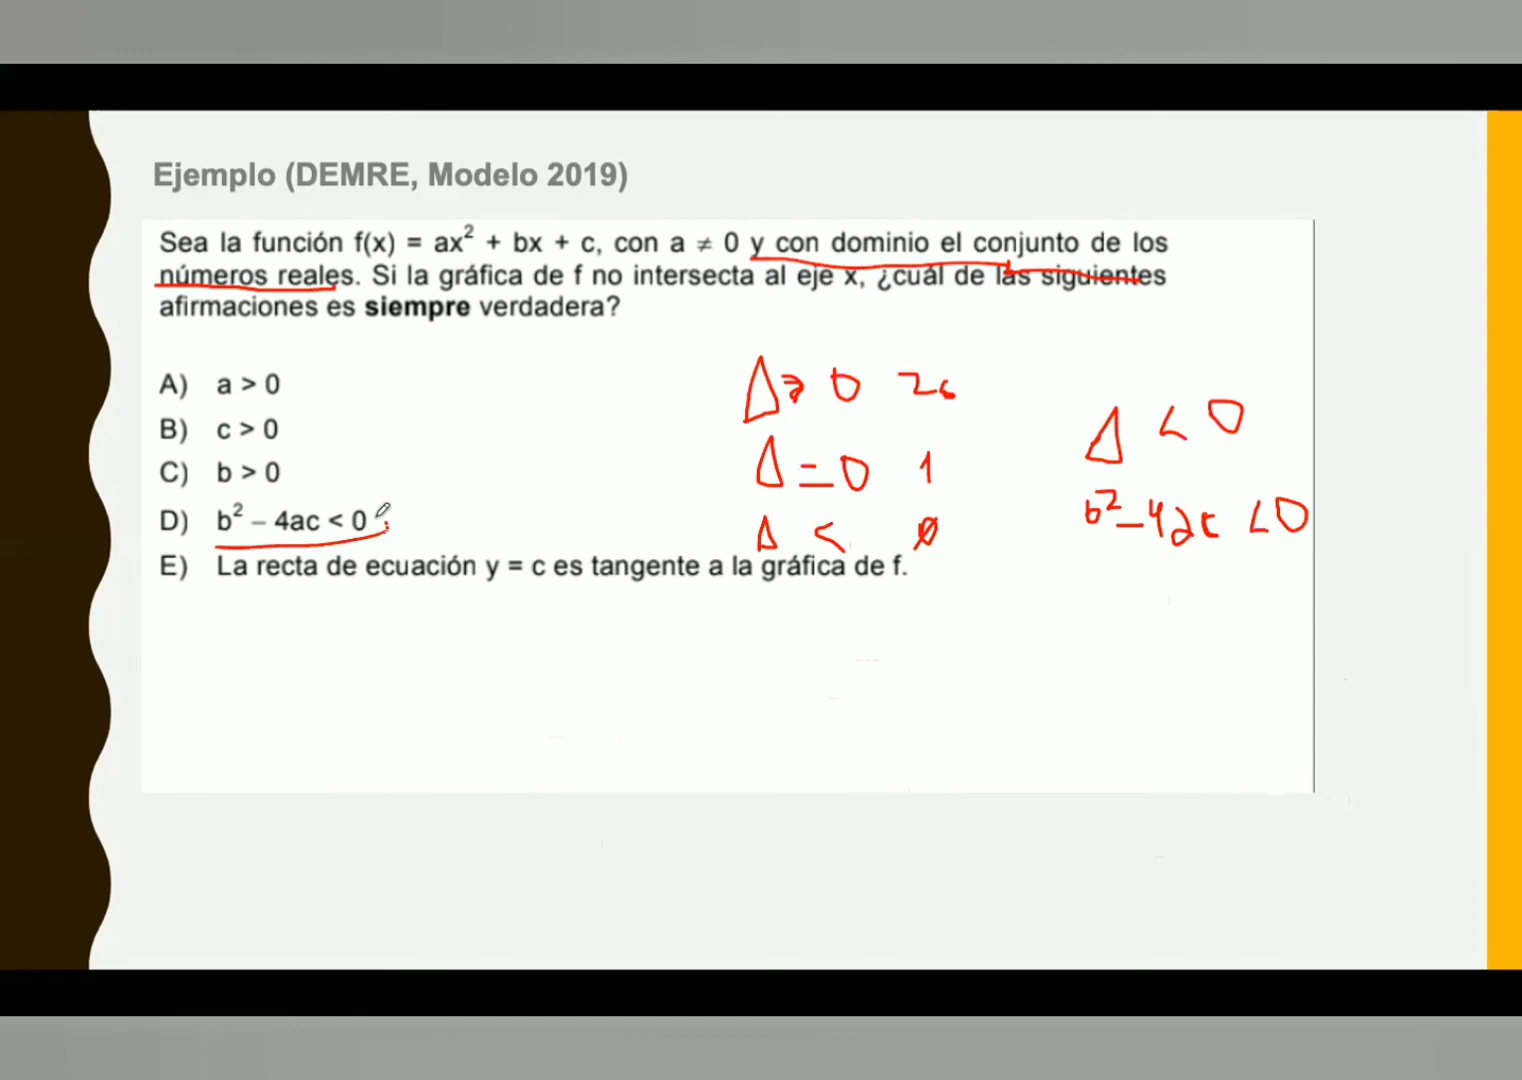 Ejemplo (DEMRE, Modelo 2019)
Sea la función f(x) = ax² + bx + c, con a ≠ 0 y con dominio el conjunto de los
números reales. Si la gráfica de f no intersecta al eje x, ¿cuál de las siguientes
afirmaciones es siempre verdadera?
A) a > 0
B) c > 0
C) b > 0
D) b² – 4ac < 0
E) La recta de ecuación y = c es tangente a la gráfica de f.
Δ > 0 2
Δ = 0 1
Δ < ∅
Δ < 0
b² – 4ac < 0